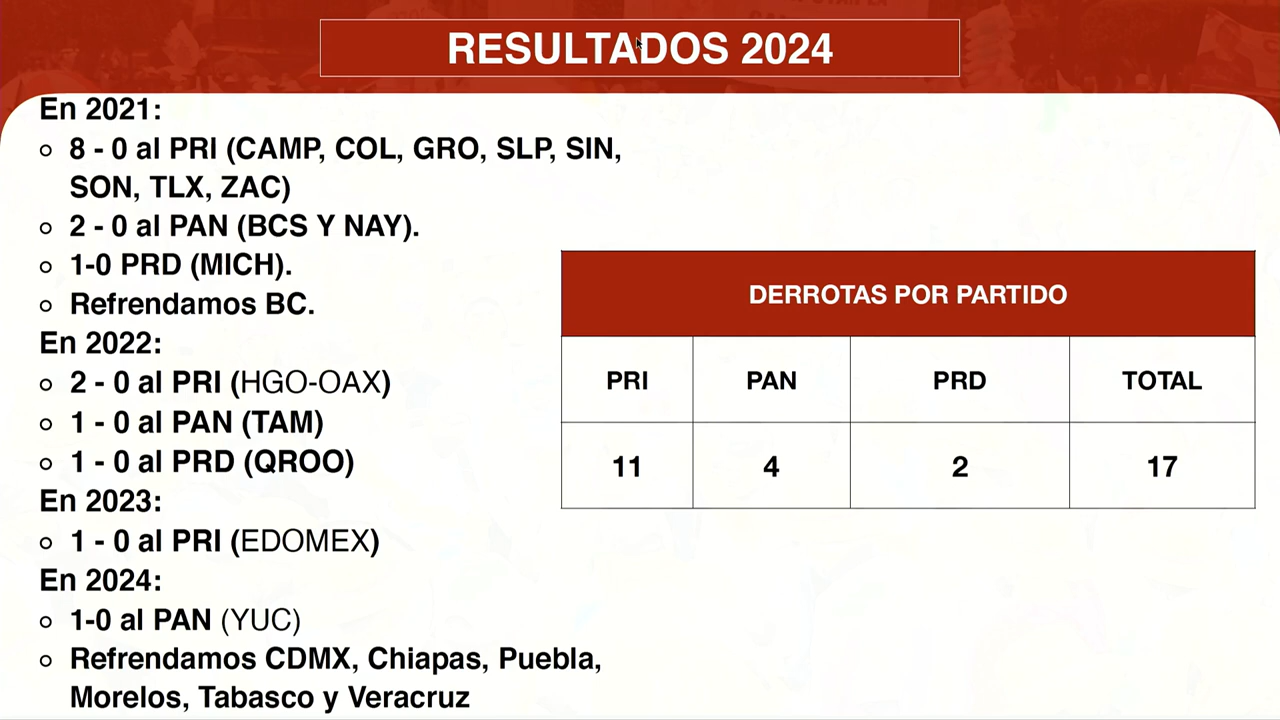 RESULTADOS 2024
En 2021:
8 - 0 al PRI (CAMP, COL, GRO, SLP, SIN,
SON, TLX, ZAC)
2 - 0 al PAN (BCS Y NAY).
1-0 PRD (MICH).
Refrendamos BC.
En 2022:
2 - 0 al PRI (HGO-OAX)
1 - 0 al PAN (TAM)
1 - 0 al PRD (QROO)
En 2023:
1 - 0 al PRI (EDOMEX)
En 2024:
1-0 al PAN (YUC)
Refrendamos CDMX, Chiapas, Puebla,
Morelos, Tabasco y Veracruz
DERROTAS POR PARTIDO
PRI PAN PRD TOTAL
11 4 2 17